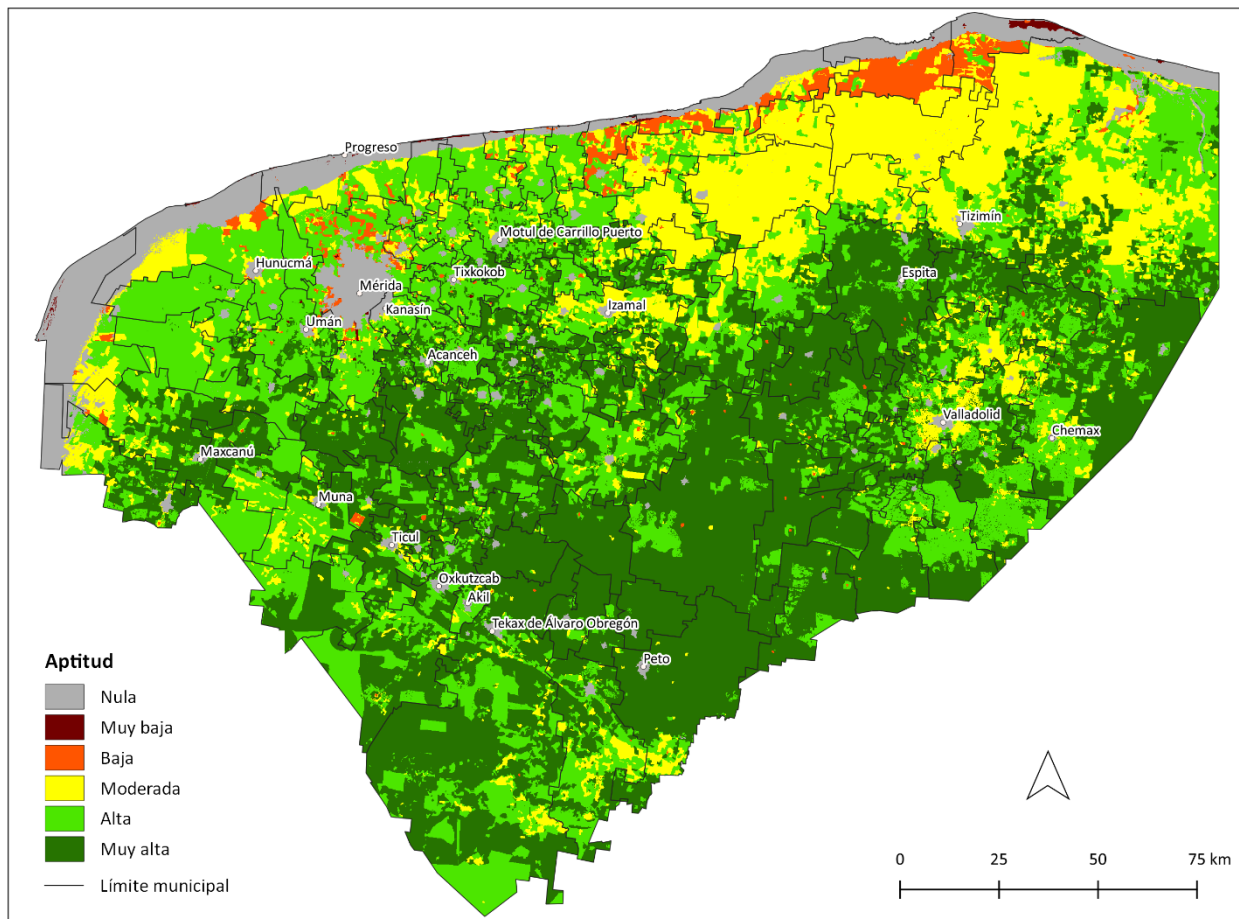 Progreso
Tizimín
Motul de Carrillo Puerto
Hunucmá
Tixkokob
Espita
Mérida
Izamal
Kanasín
Umán
Acanceh
Valladolid
Chemax
Maxcanú
Muna
Ticul
Oxkutzcab
Akil
Tekax de Álvaro Obregón
Peto
Aptitud
Nula
Muy baja
Baja
Moderada
Alta
Muy alta
Límite municipal
0 25 50 75 km